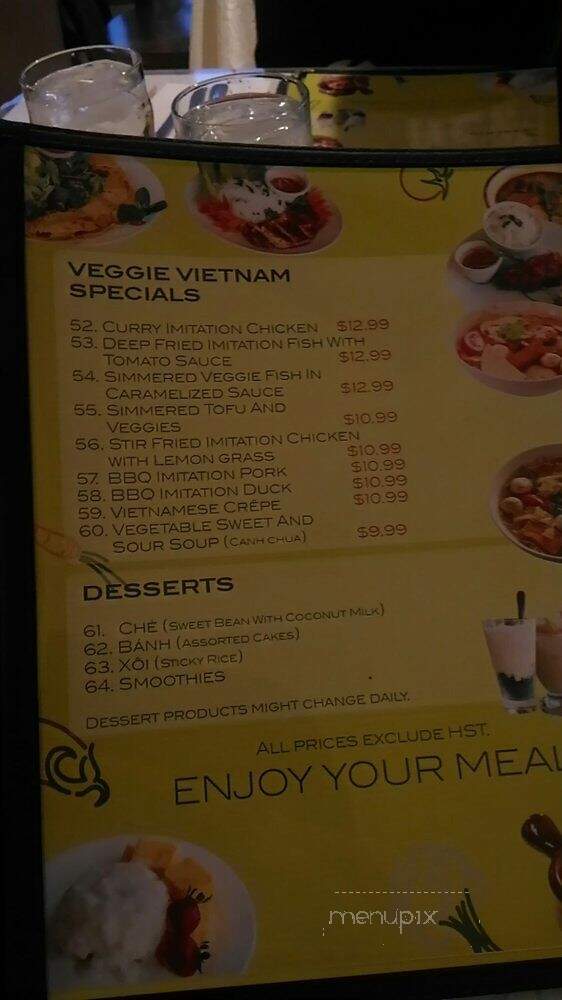 VEGGIE VIETNAM
SPECIALS
52. CURRY IMITATION CHICKEN $12.99
53. DEEP FRIED IMITATION FISH WITH
TOMATO SAUCE $12.99
54. SIMMERED VEGGIE FISH IN
CARAMELIZED SAUCE $12.99
55. SIMMERED TOFU AND
VEGGIES $10.99
56. STIR FRIED IMITATION CHICKEN
WITH LEMON GRASS $10.99
57. BBQ IMITATION PORK $10.99
58. BBQ IMITATION DUCK $10.99
59. VIETNAMESE CRÊPE $10.99
60. VEGETABLE SWEET AND
SOUR SOUP (CANH CHUA) $9.99
DESSERTS
61. CHÈ (SWEET BEAN WITH COCONUT MILK)
62. BÁNH (ASSORTED CAKES)
63. XÔI (STICKY RICE)
64. SMOOTHIES
DESSERT PRODUCTS MIGHT CHANGE DAILY.
ALL PRICES EXCLUDE HST.
ENJOY YOUR MEAL
menupix